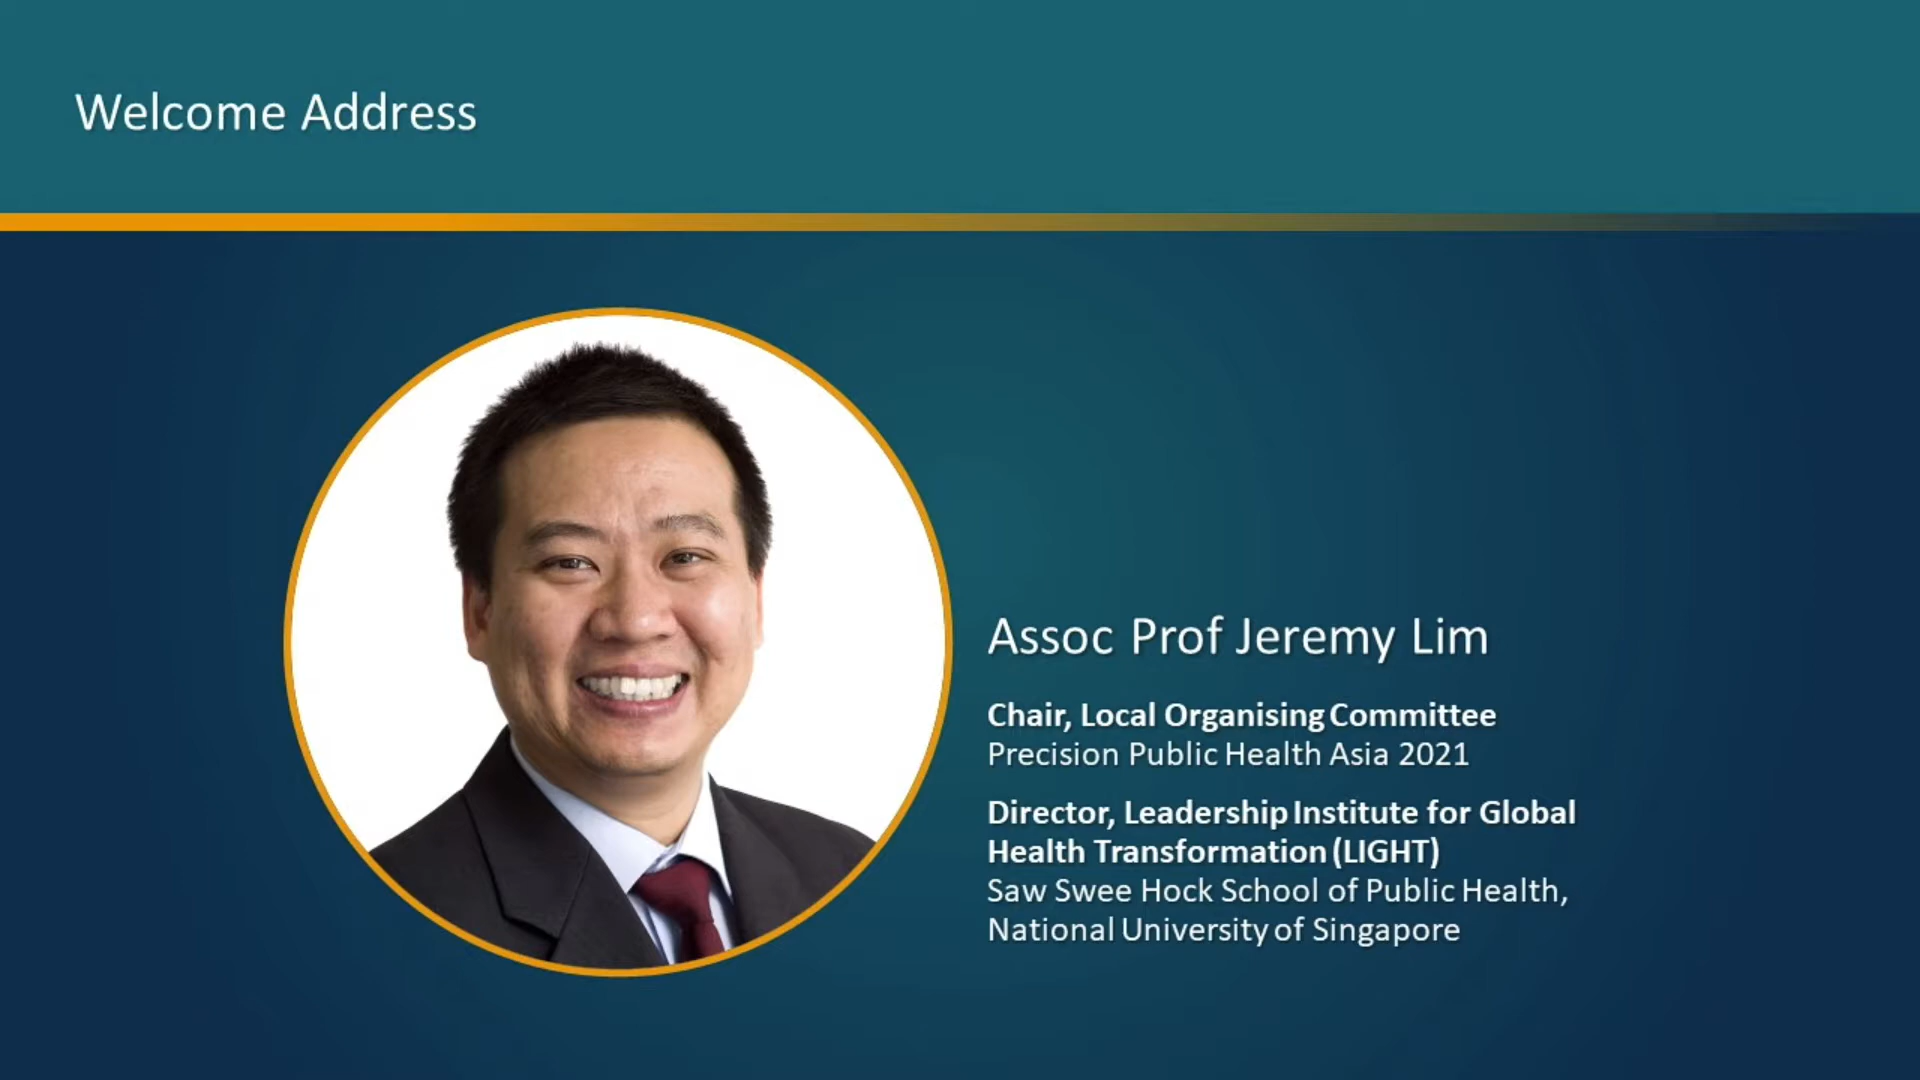 Welcome Address
Assoc Prof Jeremy Lim
Chair, Local Organising Committee
Precision Public Health Asia 2021
Director, Leadership Institute for Global
Health Transformation (LIGHT)
Saw Swee Hock School of Public Health,
National University of Singapore